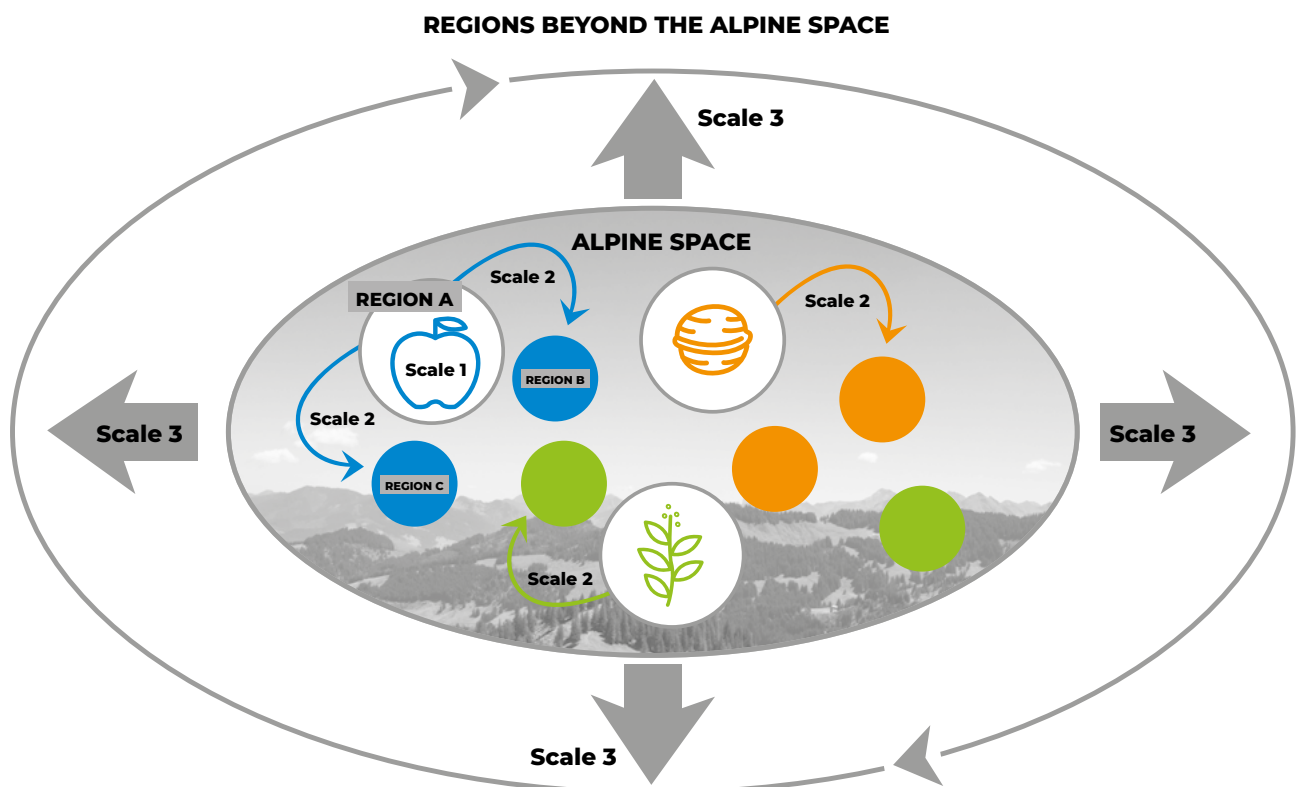 REGIONS BEYOND THE ALPINE SPACE
Scale 3
ALPINE SPACE
Scale 2
REGION A
Scale 2
Scale 1
REGION B
Scale 2
Scale 3
Scale 3
REGION C
Scale 2
Scale 3